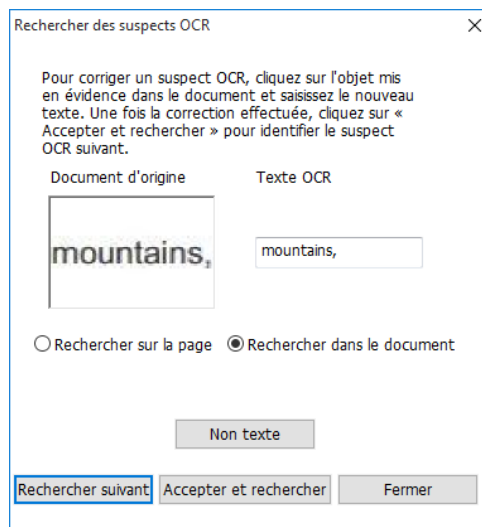 Rechercher des suspects OCR
Pour corriger un suspect OCR, cliquez sur l'objet mis
en évidence dans le document et saisissez le nouveau
texte. Une fois la correction effectuée, cliquez sur «
Accepter et rechercher » pour identifier le suspect
OCR suivant.
Document d'origine Texte OCR
mountains, mountains,
Rechercher sur la page Rechercher dans le document
Non texte
Rechercher suivant Accepter et rechercher Fermer